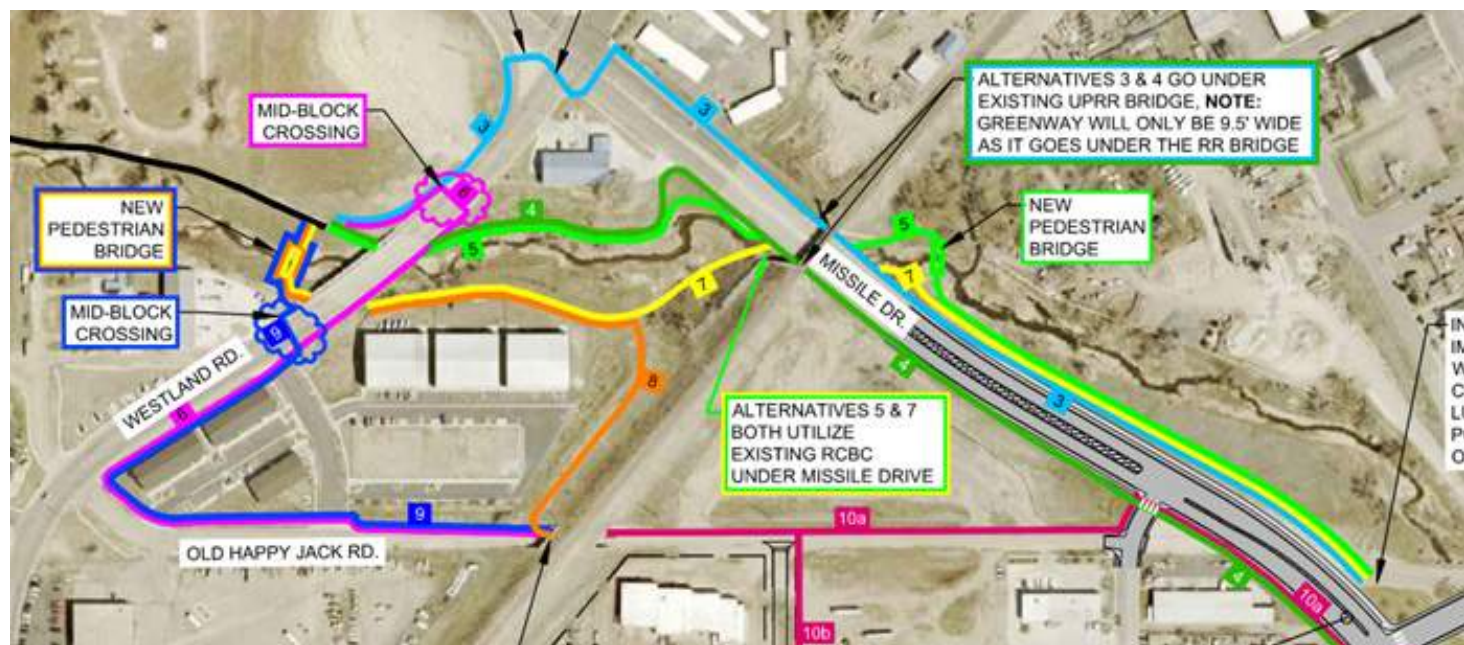 MID-BLOCK
CROSSING
ALTERNATIVES 3 & 4 GO UNDER
EXISTING UPRR BRIDGE, NOTE:
GREENWAY WILL ONLY BE 9.5' WIDE
AS IT GOES UNDER THE RR BRIDGE
3
3
6
NEW
PEDESTRIAN
BRIDGE
4
5
5
NEW
PEDESTRIAN
BRIDGE
7
7
MISSILE DR.
MID-BLOCK
CROSSING
9
WESTLAND RD.
6
8
4
3
ALTERNATIVES 5 & 7
BOTH UTILIZE
EXISTING RCBC
UNDER MISSILE DRIVE
IN
IM
W
C
LU
P
O
9
10a
OLD HAPPY JACK RD.
4
10a
10b